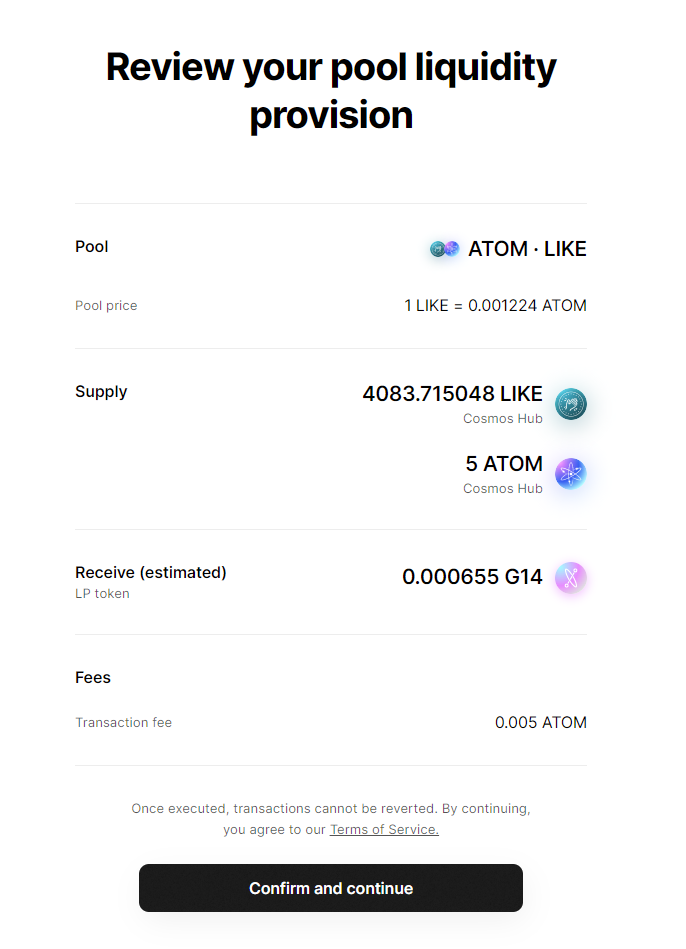 Review your pool liquidity
provision
Pool
ATOM · LIKE
Pool price
1 LIKE = 0.001224 ATOM
Supply
4083.715048 LIKE
Cosmos Hub
5 ATOM
Cosmos Hub
Receive (estimated)
LP token
0.000655 G14
Fees
Transaction fee
0.005 ATOM
Once executed, transactions cannot be reverted. By continuing,
you agree to our Terms of Service.
Confirm and continue